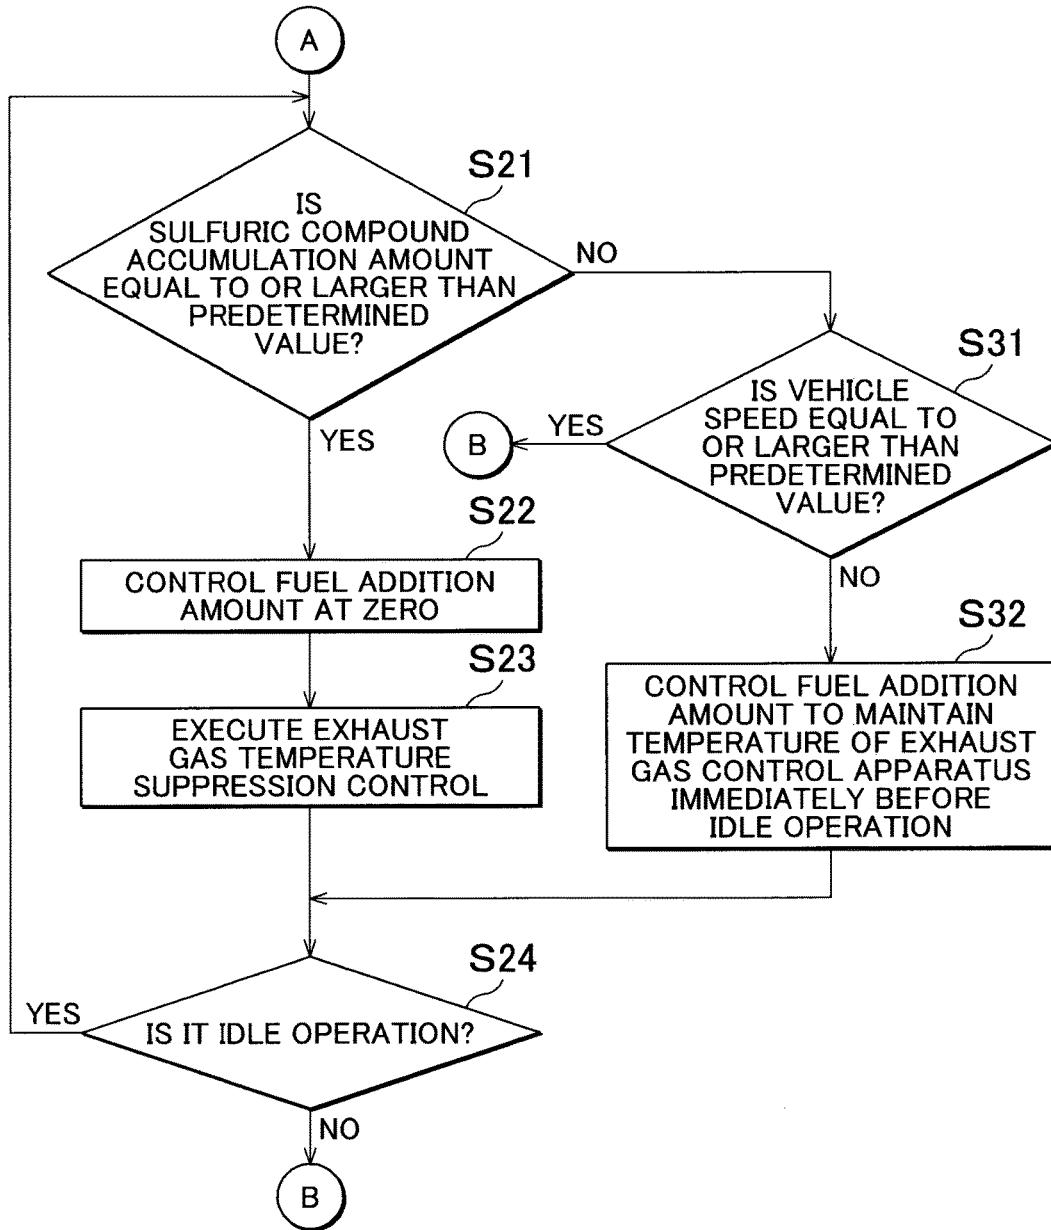 A
S21
IS
SULFURIC COMPOUND
ACCUMULATION AMOUNT
EQUAL TO OR LARGER THAN
PREDETERMINED
VALUE?
NO
YES
S31
IS VEHICLE
SPEED EQUAL TO
OR LARGER THAN
PREDETERMINED
VALUE?
YES
B
NO
S22
CONTROL FUEL ADDITION
AMOUNT AT ZERO
S23
EXECUTE EXHAUST
GAS TEMPERATURE
SUPPRESSION CONTROL
S32
CONTROL FUEL ADDITION
AMOUNT TO MAINTAIN
TEMPERATURE OF EXHAUST
GAS CONTROL APPARATUS
IMMEDIATELY BEFORE
IDLE OPERATION
S24
IS IT IDLE OPERATION?
YES
NO
B